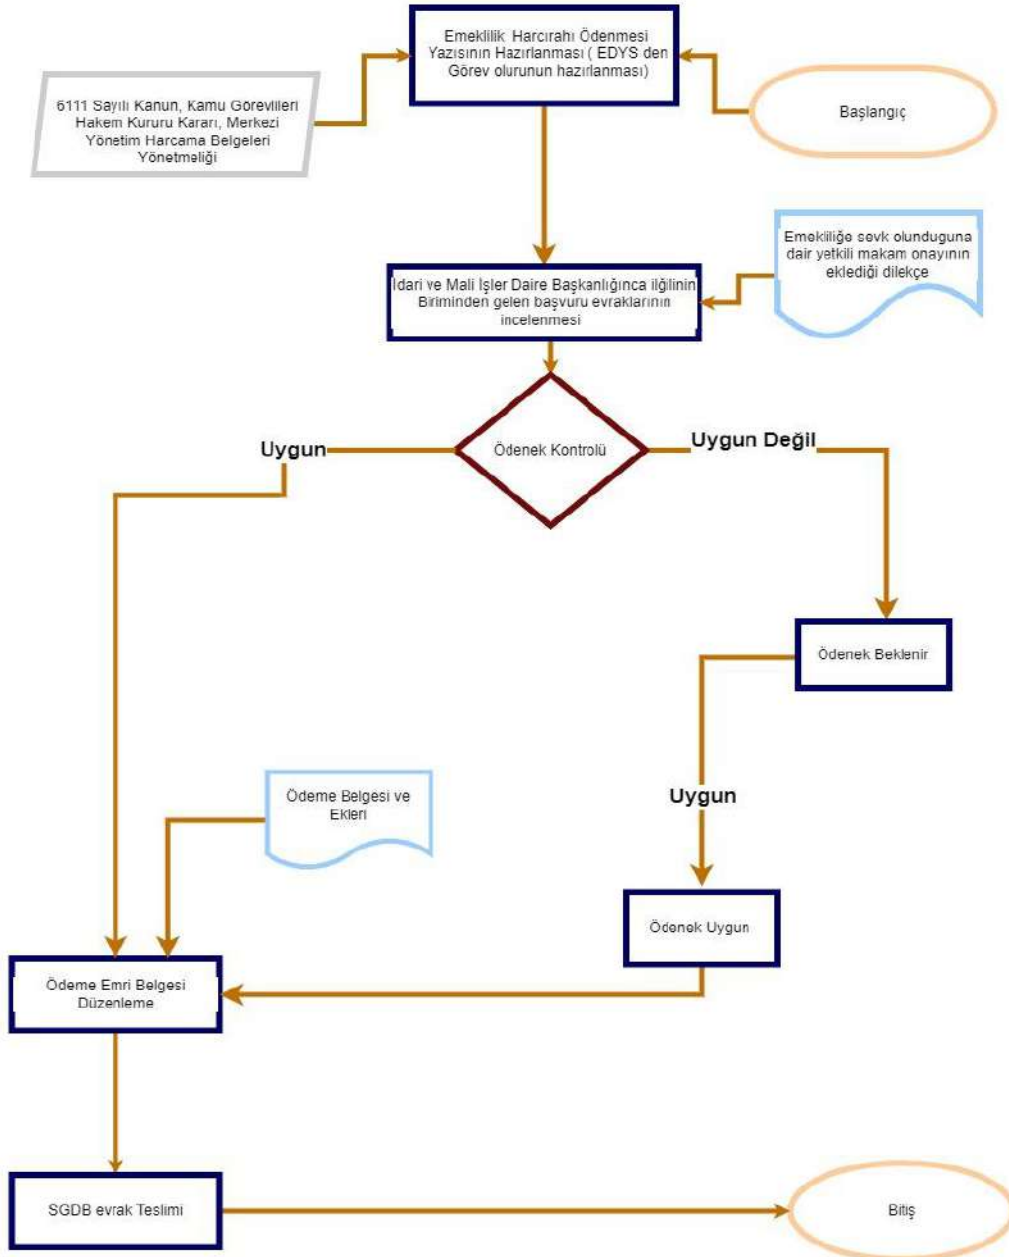 Emeklilik Harcırahı Ödenmesi
Yazısının Hazırlanması ( EDYS den
Görev olurunun hazırlanması)
6111 Sayılı Kanun, Kamu Görevlileri
Hakem Kururu Kararı, Merkezi
Yönetim Harcama Belgeleri
Yönetmeliği
Başlangıç
Emekliliğe sevk olunduguna
dair yetkili makam onayının
eklediği dilekçe
İdari ve Mali İşler Daire Başkanlığınca ilğilinin
Biriminden gelen başvuru evraklarının
incelenmesi
Uygun
Ödenek Kontrolü
Uygun Değil
Ödenek Beklenir
Uygun
Ödeme Belgesi ve
Ekleri
Ödenek Uygun
Ödeme Emri Belgesi
Düzenleme
SGDB evrak Teslimi
Bitiş